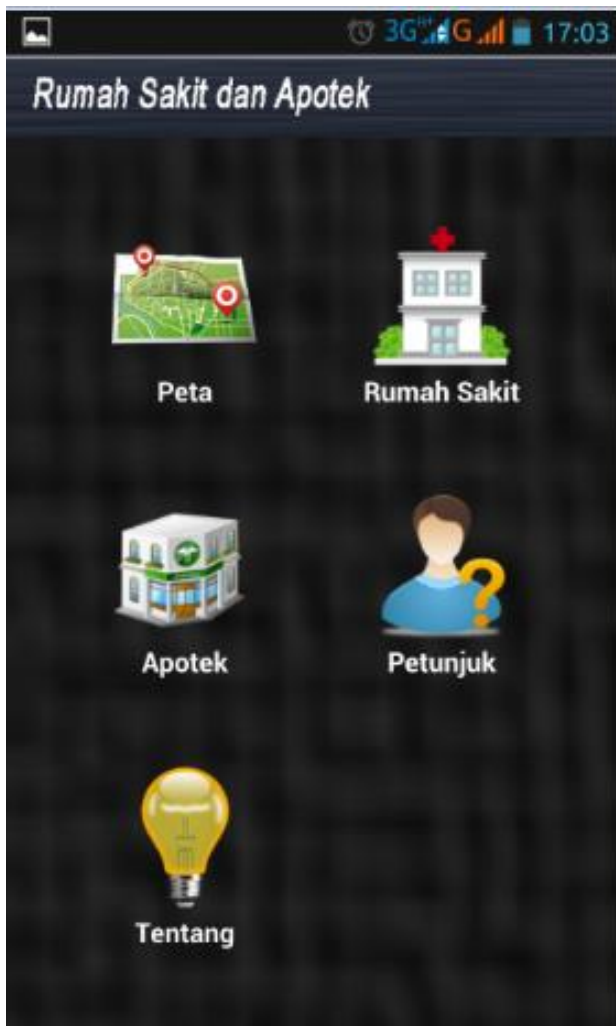 3G H+ G 17:03
Rumah Sakit dan Apotek
Peta
Rumah Sakit
Apotek
Petunjuk
Tentang